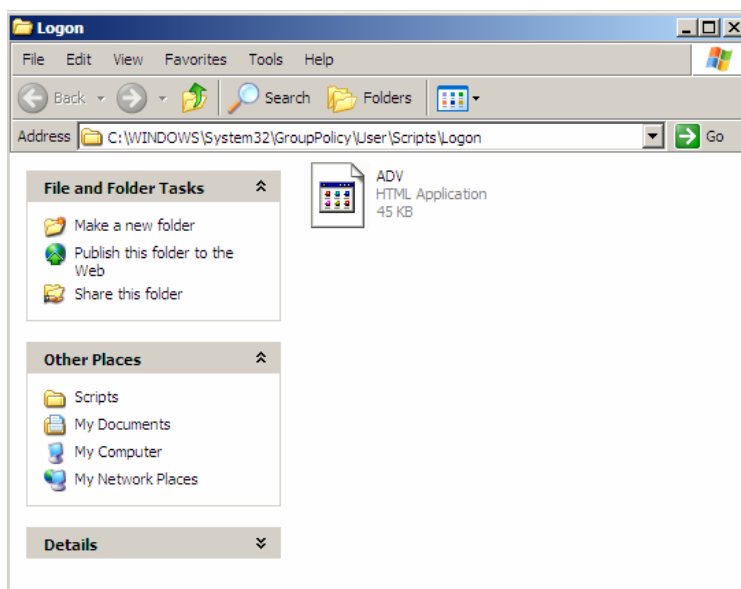 Logon
File Edit View Favorites Tools Help
Back Search Folders
Address C:\WINDOWS\System32\GroupPolicy\User\Scripts\Logon Go
File and Folder Tasks
Make a new folder
Publish this folder to the
Web
Share this folder
Other Places
Scripts
My Documents
My Computer
My Network Places
Details
ADV
HTML Application
45 KB